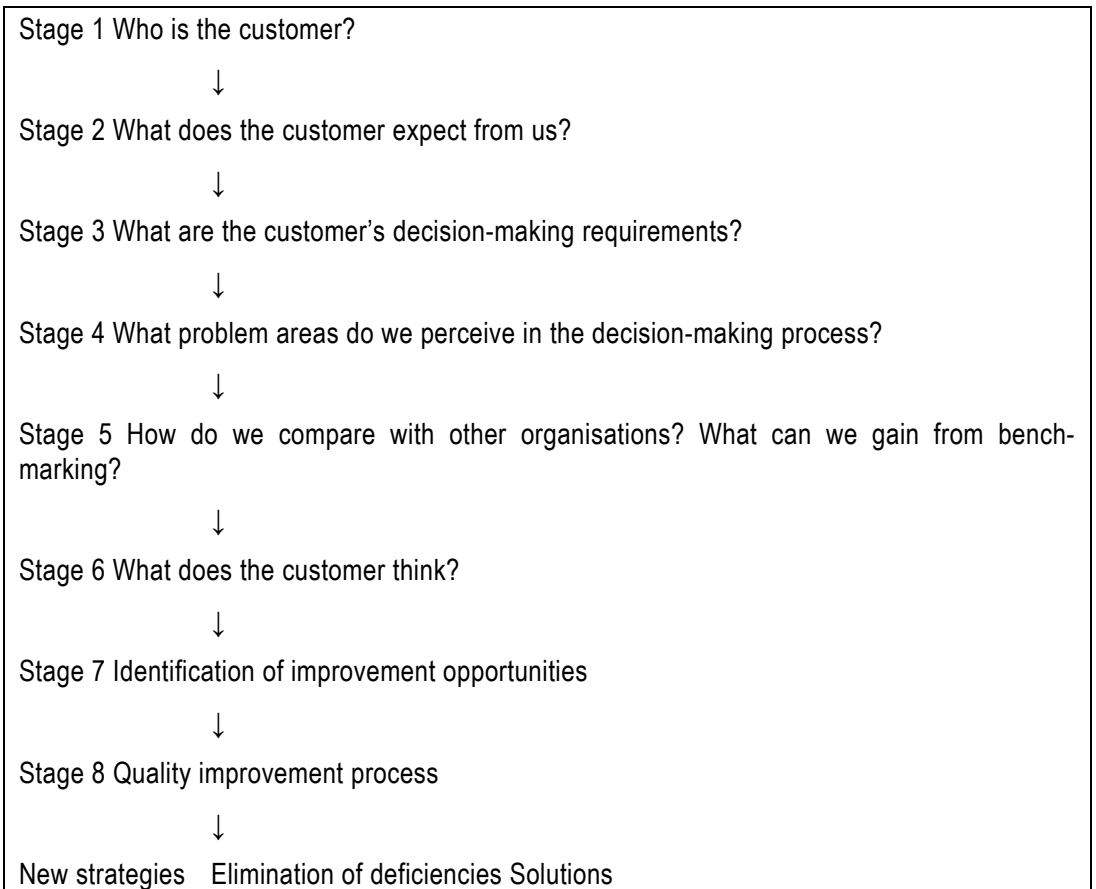 Stage 1 Who is the customer?
↓
Stage 2 What does the customer expect from us?
↓
Stage 3 What are the customer’s decision-making requirements?
↓
Stage 4 What problem areas do we perceive in the decision-making process?
↓
Stage 5 How do we compare with other organisations? What can we gain from bench-
marking?
↓
Stage 6 What does the customer think?
↓
Stage 7 Identification of improvement opportunities
↓
Stage 8 Quality improvement process
↓
New strategies Elimination of deficiencies Solutions